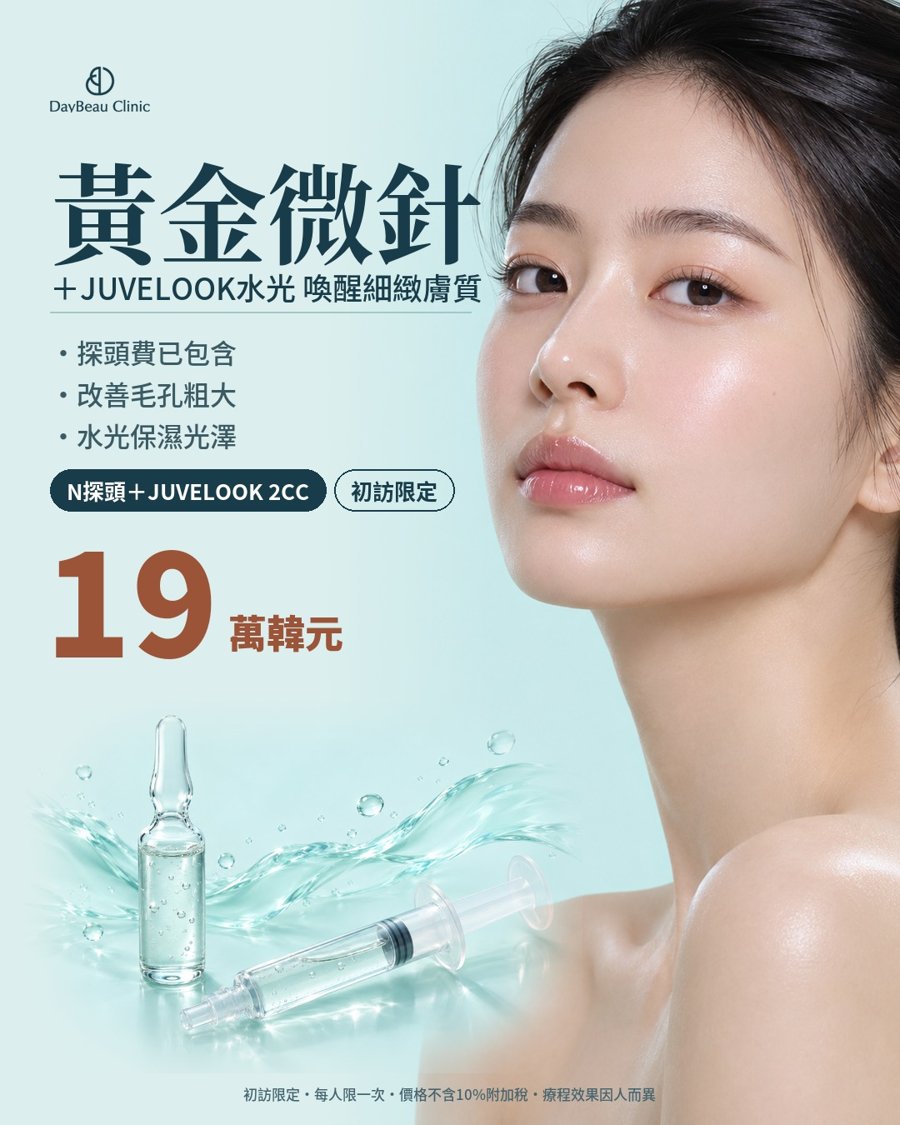 DayBeau Clinic
黃金微針
＋JUVELOOK水光 喚醒細緻膚質
・探頭費已包含
・改善毛孔粗大
・水光保濕光澤
N探頭＋JUVELOOK 2CC
初訪限定
19萬韓元
初訪限定・每人限一次・價格不含10%附加稅・療程效果因人而異